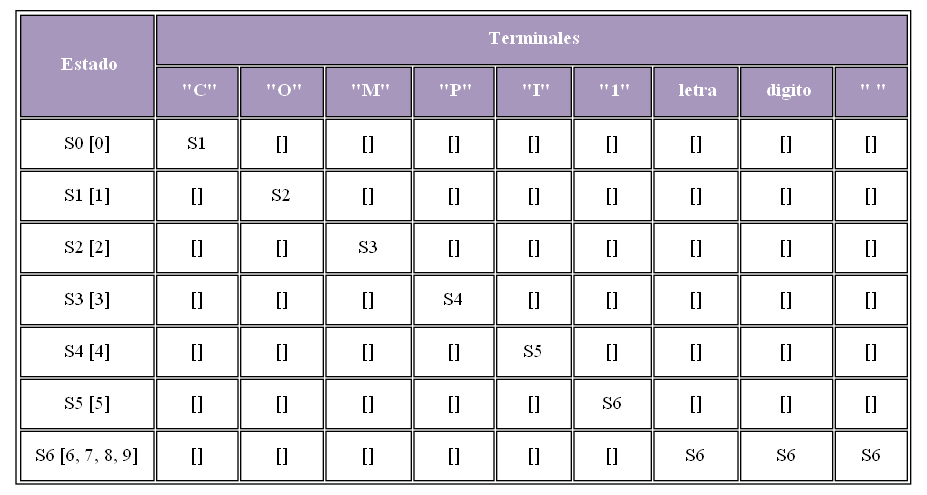 Estado Terminales
"C" "O" "M" "P" "I" "1" letra digito " "
S0 [0] S1 [] [] [] [] [] [] [] []
S1 [1] [] S2 [] [] [] [] [] [] []
S2 [2] [] [] S3 [] [] [] [] [] []
S3 [3] [] [] [] S4 [] [] [] [] []
S4 [4] [] [] [] [] S5 [] [] [] []
S5 [5] [] [] [] [] [] S6 [] [] []
S6 [6, 7, 8, 9] [] [] [] [] [] [] S6 S6 S6